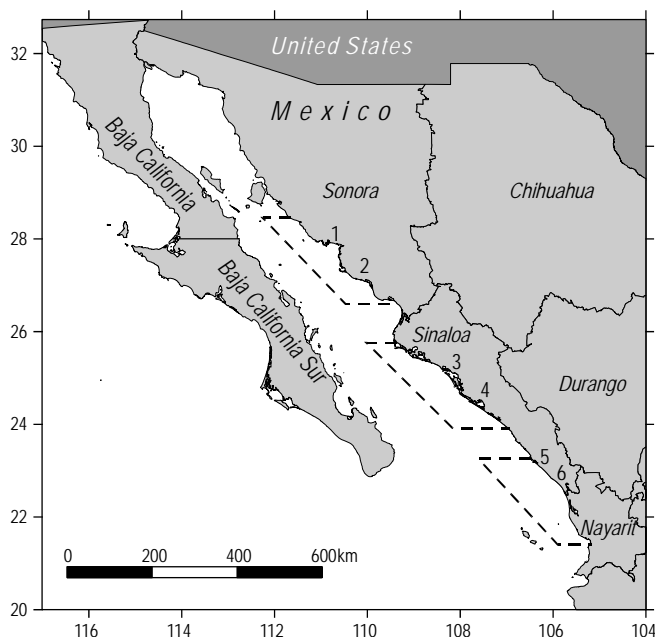 32
30
28
26
24
22
20
United States
Mexico
Baja California
Sonora
Chihuahua
1
2
Baja California Sur
Sinaloa
3
4
Durango
5
6
Nayarit
0 200 400 600km
116 114 112 110 108 106 104